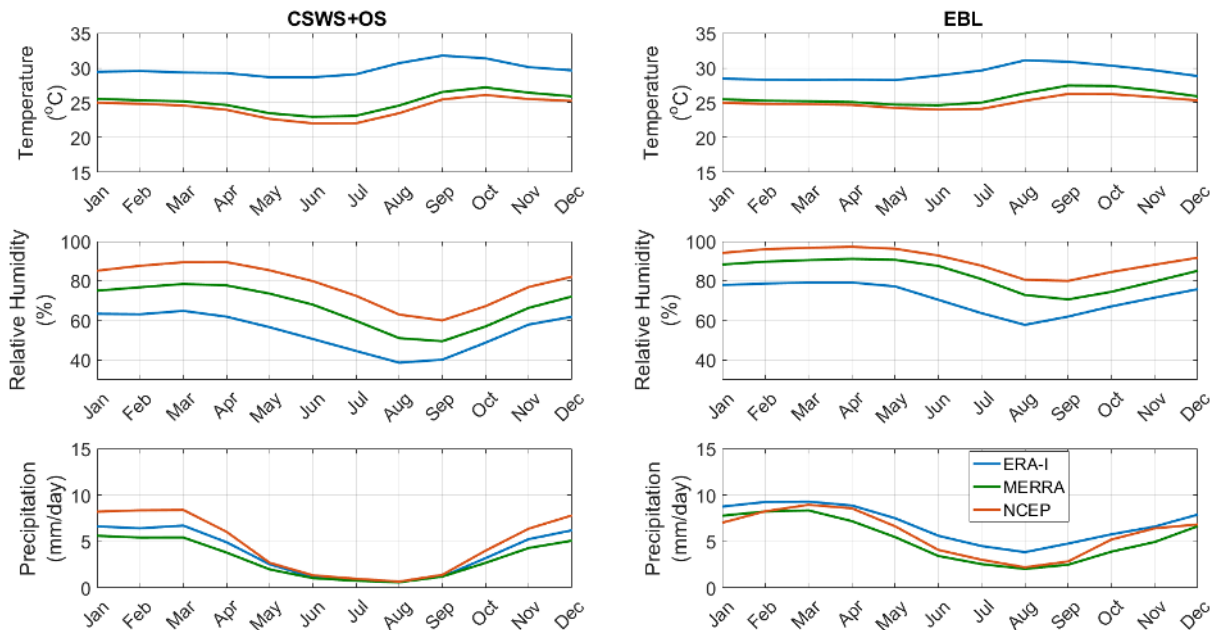 CSWS+OS
Temperature
(°C)
35
30
25
20
15
Jan Feb Mar Apr May Jun Jul Aug Sep Oct Nov Dec
EBL
Temperature
(°C)
35
30
25
20
15
Jan Feb Mar Apr May Jun Jul Aug Sep Oct Nov Dec
Relative Humidity
(%)
100
80
60
40
Jan Feb Mar Apr May Jun Jul Aug Sep Oct Nov Dec
Relative Humidity
(%)
100
80
60
40
Jan Feb Mar Apr May Jun Jul Aug Sep Oct Nov Dec
Precipitation
(mm/day)
15
10
5
0
Jan Feb Mar Apr May Jun Jul Aug Sep Oct Nov Dec
Precipitation
(mm/day)
15
10
5
0
ERA-I
MERRA
NCEP
Jan Feb Mar Apr May Jun Jul Aug Sep Oct Nov Dec